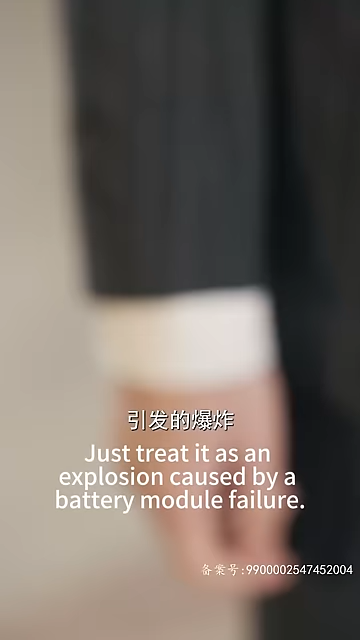 引发的爆炸
Just treat it as an
explosion caused by a
battery module failure.
备案号:9900002547452004